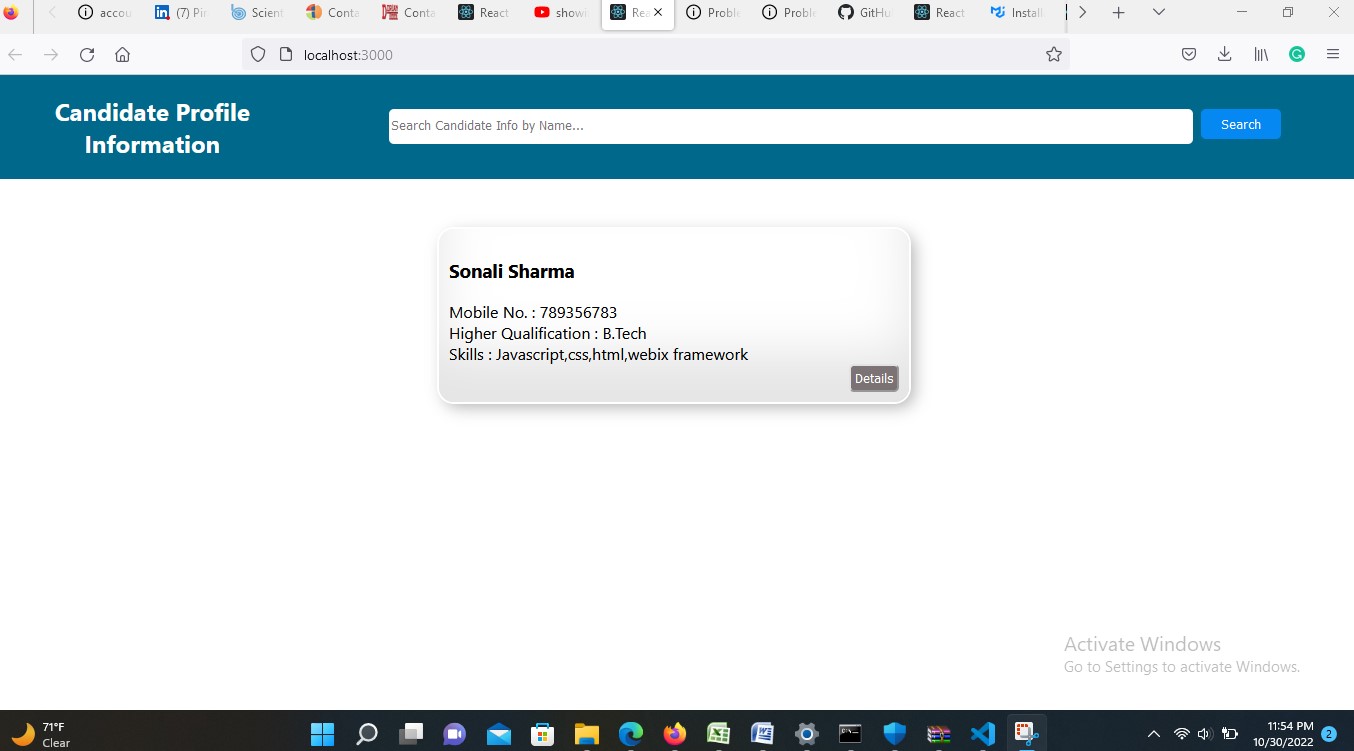 accou
(7) Pin
Scient
Conta
Conta
React
showi
Rea
Proble
Proble
GitHu
React
Install
localhost:3000
Candidate Profile
Information
Search Candidate Info by Name...
Search
Sonali Sharma
Mobile No. : 789356783
Higher Qualification : B.Tech
Skills : Javascript,css,html,webix framework
Details
Activate Windows
Go to Settings to activate Windows.
71°F
Clear
11:54 PM
10/30/2022
2